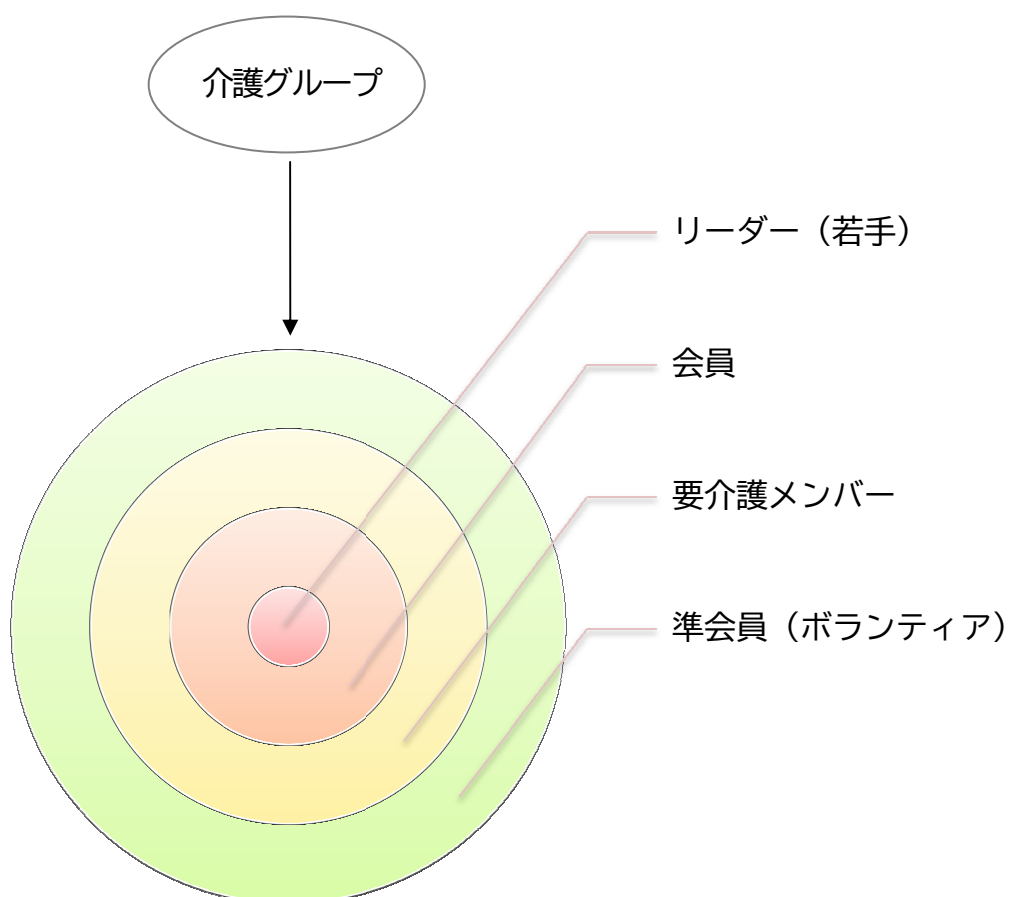 介護グループ
リーダー（若手）
会員
要介護メンバー
準会員（ボランティア）